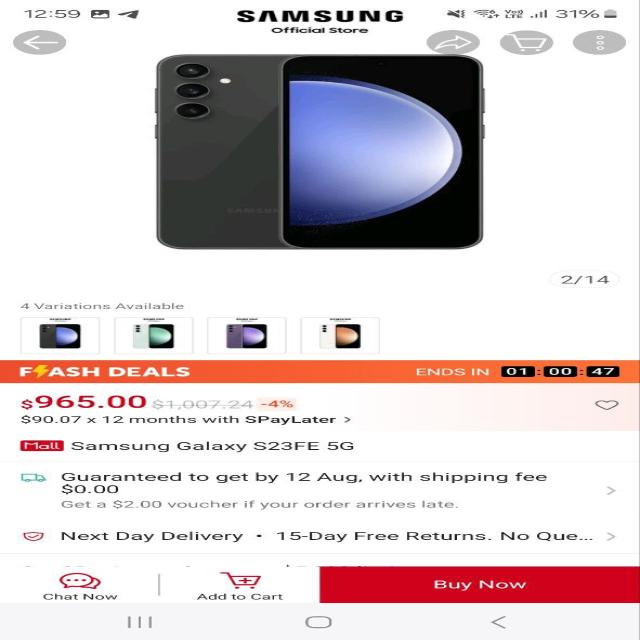 12:59
31%
SAMSUNG
Official Store
SAMSUNG
2/14
4 Variations Available
FLASH DEALS
ENDS IN 01:00:47
$965.00 $1,007.24 -4%
$90.07 x 12 months with SPayLater >
Mall Samsung Galaxy S23FE 5G
Guaranteed to get by 12 Aug, with shipping fee
$0.00
Get a $2.00 voucher if your order arrives late.
Next Day Delivery • 15-Day Free Returns. No Que...
Chat Now
Add to Cart
Buy Now